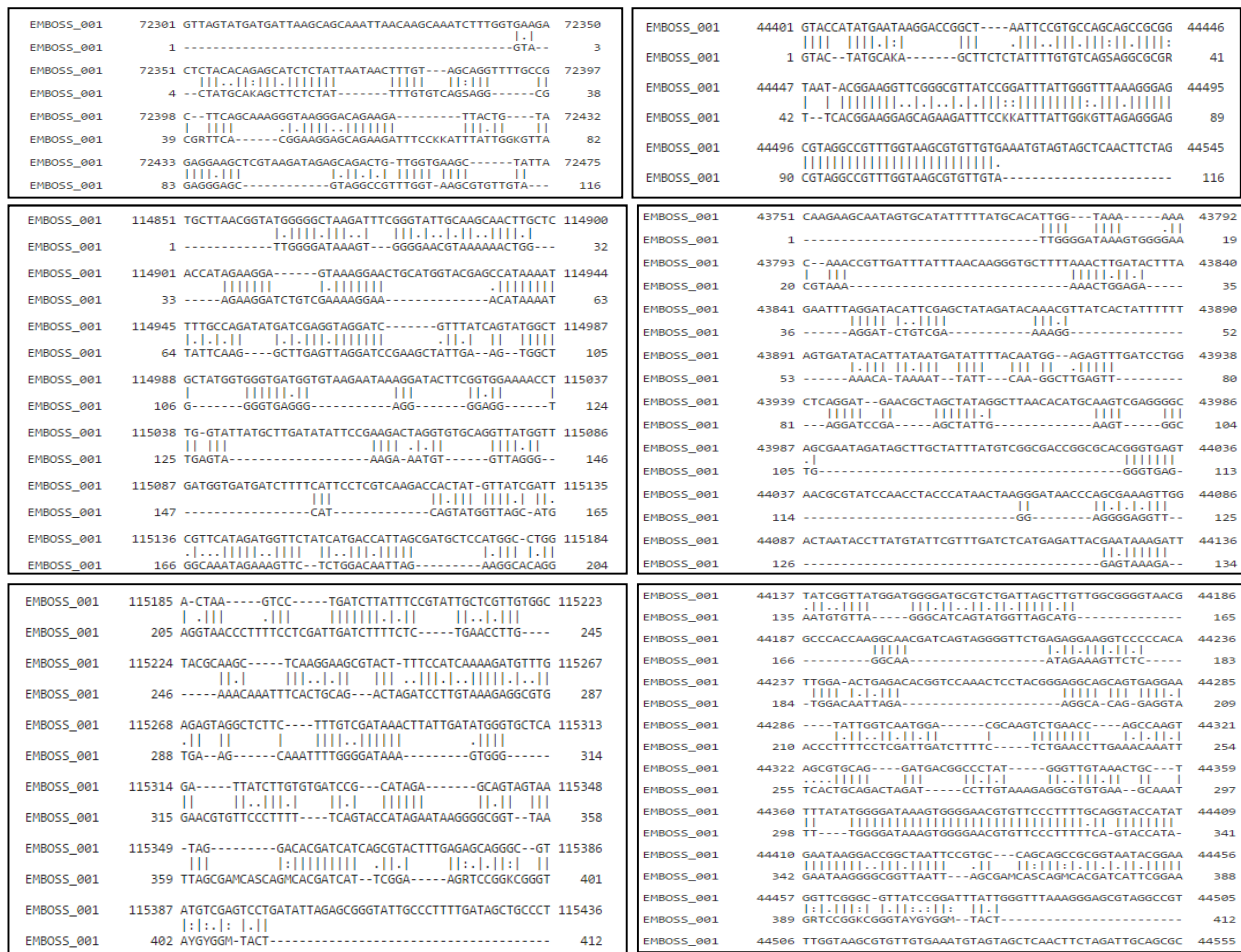 EMBOSS_001 72301 GTTAGTATGATGATTAAGCAGCAAATTAACAAGCAAATCTTTGGTGAAGA 72350
EMBOSS_001 1 ---------------------------------------------GTA-- 3
EMBOSS_001 72351 CTCTACACAGAGCATCTCTATTAATAACTTTGT---AGCAGGTTTTGCCG 72397
EMBOSS_001 4 --CTATGCAKAGCTTCTCTAT-------TTTGTGTCAGSAGG-----CG 38
EMBOSS_001 72398 C--TTCAGCAAAGGGTAAGGGACAGAAGA--------TTACTG----TA 72432
EMBOSS_001 39 CGRTTCA------CGGAAGGAGCAGAAGATTTCCKKATTTATTGGKGTTA 82
EMBOSS_001 72433 GAGGAAGCTCGTAAGATAGAGCAGACTG-TTGGTGAAGC------TATTA 72475
EMBOSS_001 83 GAGGGAGC------------GTAGGCCGTTTGGT-AAGCGTGTTGTA--- 116
EMBOSS_001 44401 GTACCATATGAATAAGGACCGGCT----AATTCCGTGCCAGCAGCCGCGG 44446
EMBOSS_001 1 GTAC--TATGCAKA-------GCTTCTCTATTTTGTGTCAGSAGGCGCGR 41
EMBOSS_001 44447 TAAT-ACGGAAGGTTCGGGCGTTATCCGGATTTATTGGGTTTAAAGGGAG 44495
EMBOSS_001 42 T--TCACGGAAGGAGCAGAAGATTTCCKKATTTATTGGKGTTAGAGGGAG 89
EMBOSS_001 44496 CGTAGGCCGTTTGGTAAGCGTGTTGTGAAATGTAGTAGCTCAACTTCTAG 44545
EMBOSS_001 90 CGTAGGCCGTTTGGTAAGCGTGTTGTA----------------------- 116
EMBOSS_001 114851 TGCTTAACGGTATGGGGGCTAAGATTTCGGGTATTGCAAGCAACTTGCTC 114900
EMBOSS_001 1 ------------TTGGGGATAAAGT---GGGGAACGTAAAAAACTGG--- 32
EMBOSS_001 114901 ACCATAGAAGGA------GTAAAGGAACTGCATGGTACGAGCCATAAAAT 114944
EMBOSS_001 33 -----AGAAGGATCTGTCGAAAAGGAA-------------ACATAAAAT 63
EMBOSS_001 114945 TTTGCCAGATATGATCGAGGTAGGATC-------GTTTATCAGTATGGCT 114987
EMBOSS_001 64 TATTCAAG----GCTTGAGTTAGGATCCGAAGCTATTGA--AG--TGGCT 105
EMBOSS_001 114988 GCTATGGTGGGTGATGGTGTAAGAATAAAGGATACTTCGGTGGAAAACCT 115037
EMBOSS_001 106 G-------GGGTGAGGG-----------AGG-------GGAGG------T 124
EMBOSS_001 115038 TG-GTATTATGCTTGATATATTCCGAAGACTAGGTGTGCAGGTTATGGTT 115086
EMBOSS_001 125 TGAGTA------------------AAGA-AATGT-----GTTAGGG-- 146
EMBOSS_001 115087 GATGGTGATGATCTTTTCATTCCTCGTCAAGACCACTAT-GTTATCGATT 115135
EMBOSS_001 147 -----------------CAT------------CAGTATGGTTAGC-ATG 165
EMBOSS_001 115136 CGTTCATAGATGGTTCTATCATGACCATTAGCGATGCTCCATGGC-CTGG 115184
EMBOSS_001 166 GGCAAATAGAAAGTTC--TCTGGACAATTAG--------AAGGCACAGG 204
EMBOSS_001 43751 CAAGAAGCAATAGTGCATATTTTTATGCACATTGG---TAAA-----AAA 43792
EMBOSS_001 1 -------------------------------TTGGGGATAAAGTGGGGAA 19
EMBOSS_001 43793 C--AAACCGTTGATTTATTTAACAAGGGTGCTTTTAAACTTGATACTTTA 43840
EMBOSS_001 20 CGTAAA-----------------------------AAACTGGAGA----- 35
EMBOSS_001 43841 GAATTTAGGATACATTCGAGCTATAGATACAAACGTTATCACTATTTTTT 43890
EMBOSS_001 36 ------AGGAT-CTGTCGA----------AAAAGG--------------- 52
EMBOSS_001 43891 AGTGATATACATTATAATGATATTTTACAATGG--AGAGTTTGATCCTGG 43938
EMBOSS_001 53 ------AAACA-TAAAAT--TATT----CAA-GGCTTGAGTT-------- 80
EMBOSS_001 43939 CTCAGGAT--GAACGCTAGCTATAGGCTTAACACATGCAAGTCGAGGGGC 43986
EMBOSS_001 81 ---AGGATCCGA---AGCTATTG-------------AAGT----GGC 104
EMBOSS_001 43987 AGCGAATAGATAGCTTGCTATTTATGTCGGCGACCGGCGCACGGGTGAGT 44036
EMBOSS_001 105 TG---------------------------------------GGGTGAG- 113
EMBOSS_001 44037 AACGCGTATCCAACCTACCCATAACTAAGGGATAACCCAGCGAAAGTTGG 44086
EMBOSS_001 114 ----------------------------GG--------AGGGGAGGTT-- 125
EMBOSS_001 44087 ACTAATACCTTATGTATTCGTTTGATCTCATGAGATTACGAATAAAGATT 44136
EMBOSS_001 126 ---------------------------------------GAGTAAAGA-- 134
EMBOSS_001 115185 A-CTAA-----GTCC----TGATCTTATTTCCGTATTGCTCGTTGTGGC 115223
EMBOSS_001 205 AGGTAACCCTTTTCCTCGATTGATCTTTTCTC-----TGAACCTTG---- 245
EMBOSS_001 115224 TACGCAAGC-----TCAAGGAAGCGTACT-TTTCCATCAAAAGATGTTTG 115267
EMBOSS_001 246 -----AAACAAATTTCACTGCAG---ACTAGATCCTTGTAAAGAGGCGTG 287
EMBOSS_001 115268 AGAGTAGGCTCTTC----TTTGTCGATAAACTTATTGATATGGGTGCTCA 115313
EMBOSS_001 288 TGA--AG-----CAAATTTTGGGGATAAA-------GTGGG------ 314
EMBOSS_001 115314 GA-----TTATCTTGTGTGATCCG---CATAGA-------GCAGTAGTAA 115348
EMBOSS_001 315 GAACGTGTTCCCTTTT----TCAGTACCATAGAATAAGGGGCGG--TAA 358
EMBOSS_001 115349 -TAG---------GACACGATCATCAGCGTACTTTGAGAGCAGGGC--GT 115386
EMBOSS_001 359 TTAGCGAMCASCAGMCACGATCAT--TCGGA-----AGRTCCGGKCGGGT 401
EMBOSS_001 115387 ATGTCGAGTCCTGATATTAGAGCGGGTATTGCCCTTTTGATAGCTGCCCT 115436
EMBOSS_001 402 AYGYGGM-TACT-------------------------------------- 412
EMBOSS_001 44137 TATCGGTTATGGATGGGGATGCGTCTGATTAGCTTGTTGGCGGGGTAACG 44186
EMBOSS_001 135 AATGTGTTA-----GGGCATCAGTATGGTTAGCATG-------------- 165
EMBOSS_001 44187 GCCCACCAAGGCAACGATCAGTAGGGGTTCTGAGAGGAAGGTCCCCCACA 44236
EMBOSS_001 166 ---------GGCAA----------------ATAGAAAGTTCTC------ 183
EMBOSS_001 44237 TTGGA-ACTGAGACACGGTCCAAACTCCTACGGGAGGCAGCAGTGAGGAA 44285
EMBOSS_001 184 -TGGACAATTAGA-------------------AGGCA-CAG-GAGGTA 209
EMBOSS_001 44286 ----TATTGGTCAATGGA------CGCAAGTCTGAACC----AGCCAAGT 44321
EMBOSS_001 210 ACCCTTTTCCTCGATTGATCTTTTC-----TCTGAACCTTGAAACAAATT 254
EMBOSS_001 44322 AGCGTGCAG----GATGACGGCCCTAT----GGGTTGTAAACTGC---T 44359
EMBOSS_001 255 TCACTGCAGACTAGAT----CCTTGTAAAGAGGCGTGTGAA--GCAAAT 297
EMBOSS_001 44360 TTTATATGGGGATAAAGTGGGGAACGTGTTCCCTTTTGCAGGTACCATAT 44409
EMBOSS_001 298 TT----TGGGGATAAAGTGGGGAACGTGTTCCCTTTTTCA-GTACCATA- 341
EMBOSS_001 44410 GAATAAGGACCGGCTAATTCCGTGC---CAGCAGCCGCGGTAATACGGAA 44456
EMBOSS_001 342 GAATAAGGGGCGGTTAATT---AGCGAMCASCAGMCACGATCATTCGGAA 388
EMBOSS_001 44457 GGTTCGGGC-GTTATCCGGATTTATTGGGTTTAAAGGGAGCGTAGGCCGT 44505
EMBOSS_001 389 GRTCCGGKCGGGTAYGYGGM--TACT------------------------ 412
EMBOSS_001 44506 TTGGTAAGCGTGTTGTGAAATGTAGTAGCTCAACTTCTAGATTGCAGCGC 44555